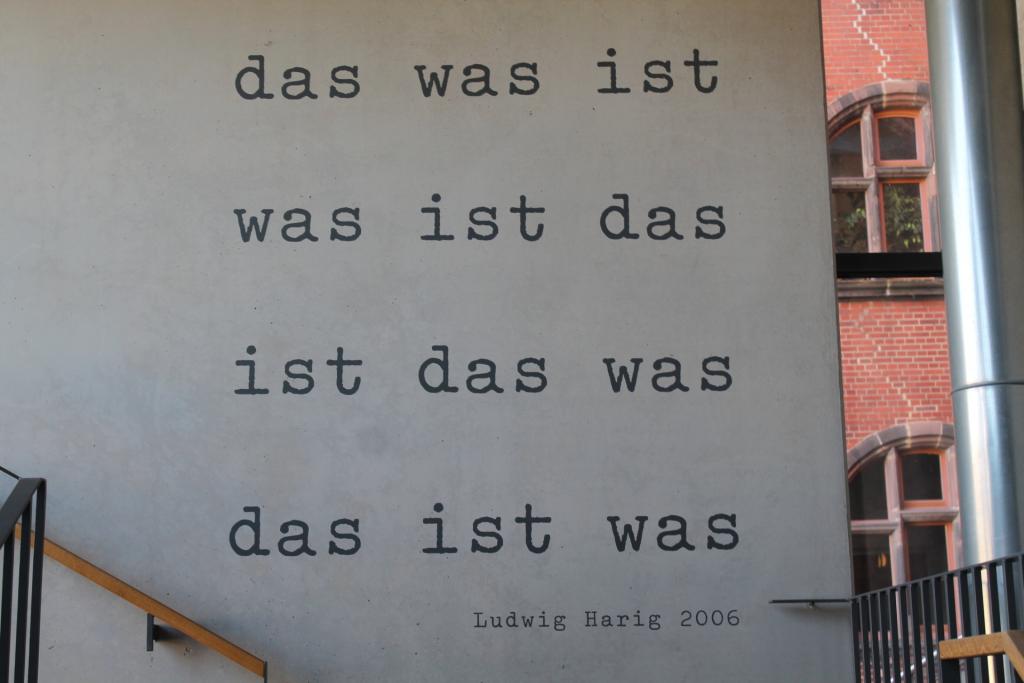 das was ist
was ist das
ist das was
das ist was
Ludwig Harig 2006